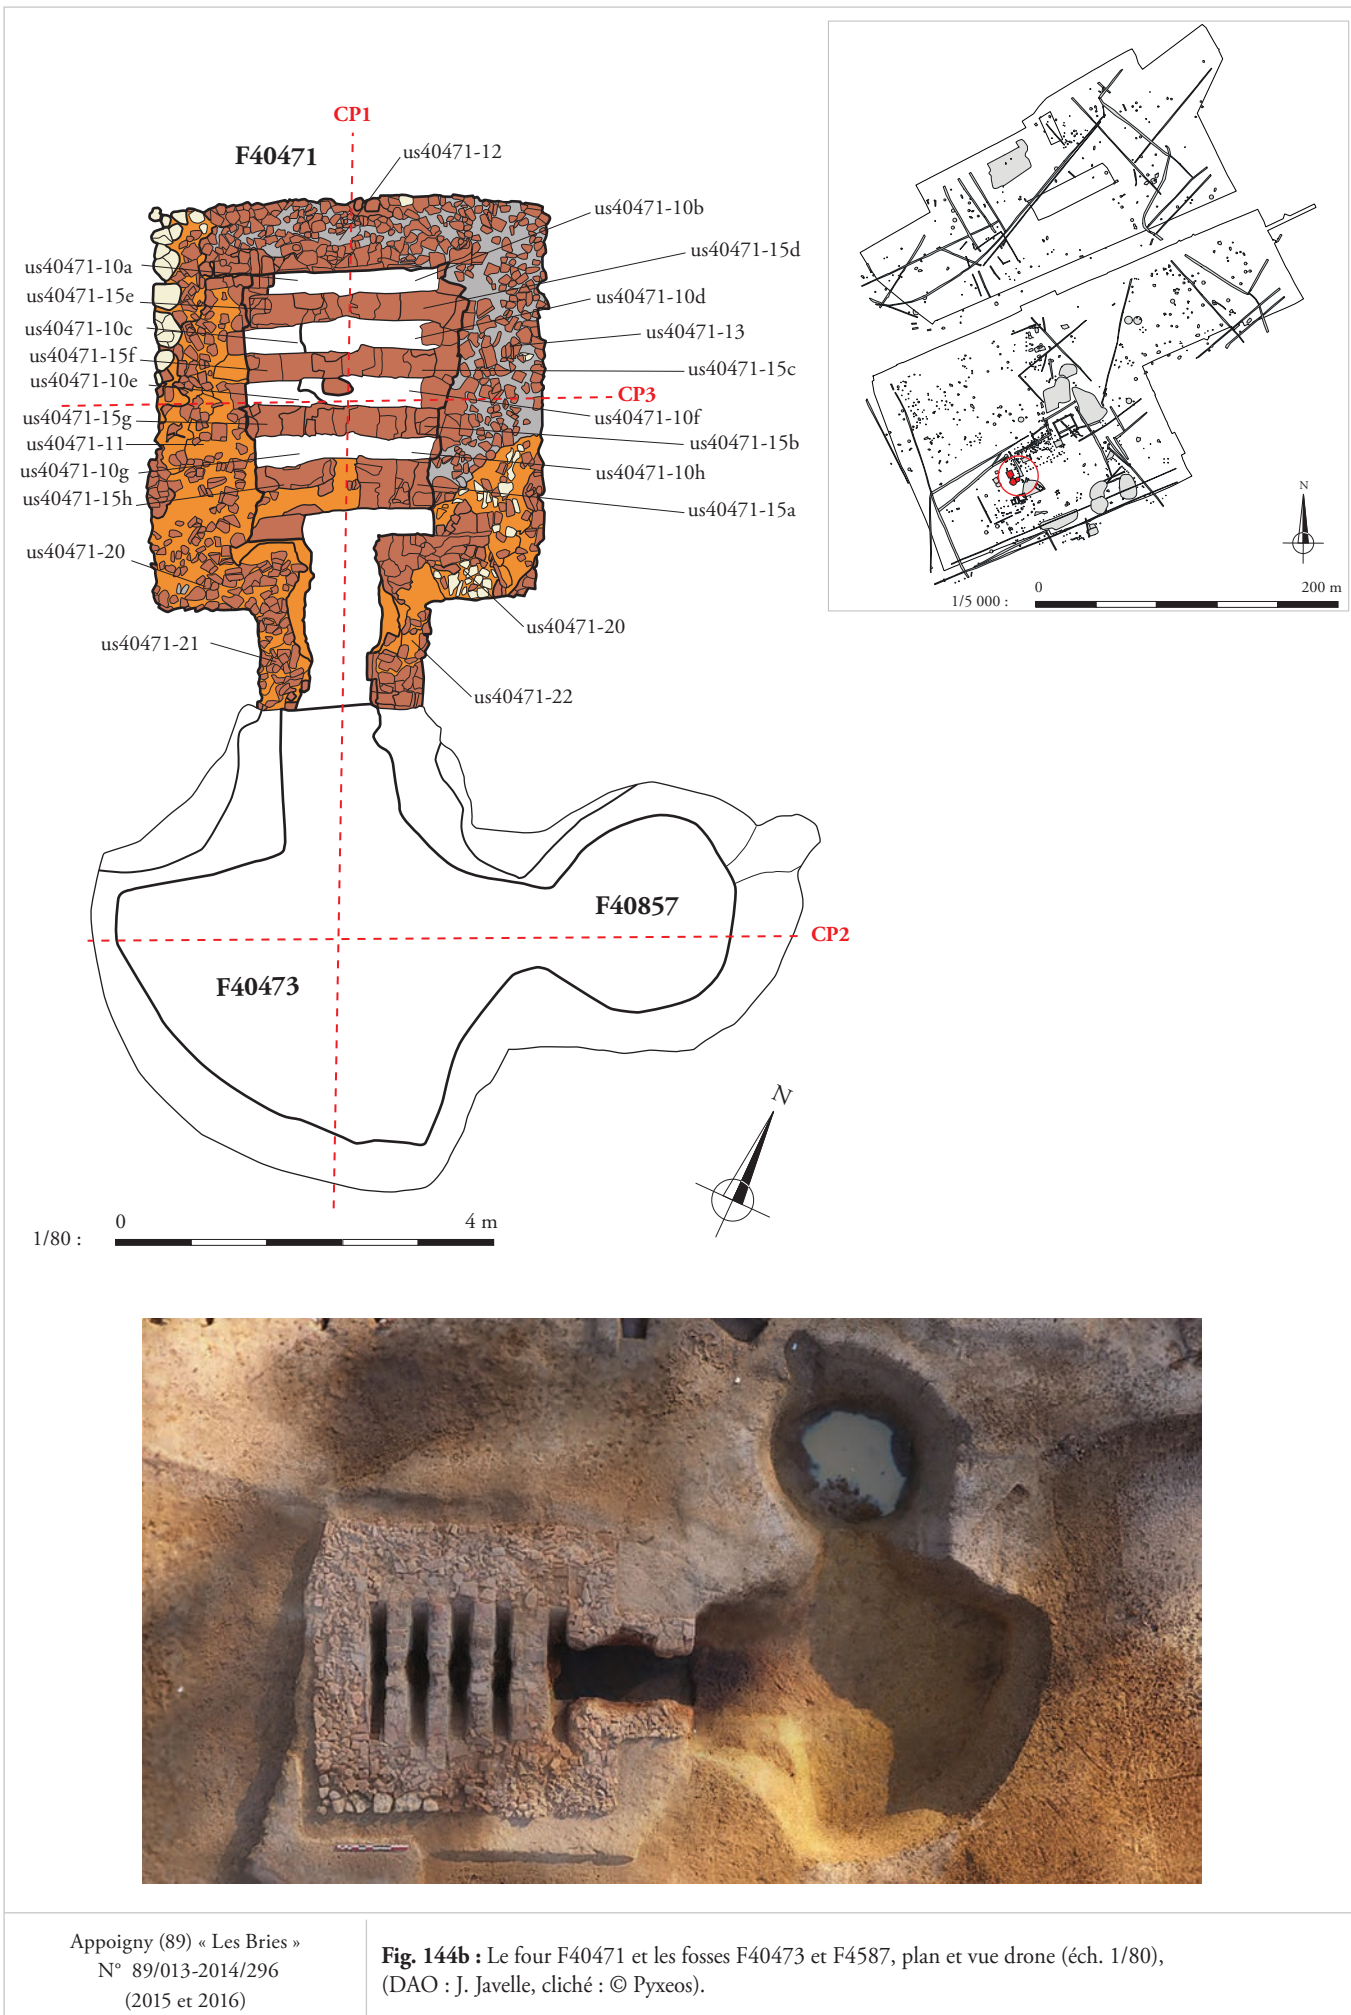 CP1
F40471
us40471-12
us40471-10b
us40471-15d
us40471-10a
us40471-15e
us40471-10d
us40471-10c
us40471-13
us40471-15f
us40471-15c
us40471-10e
CP3
us40471-15g
us40471-10f
us40471-11
us40471-15b
us40471-10g
us40471-10h
us40471-15h
us40471-15a
us40471-20
us40471-20
us40471-21
us40471-22
N
0 200 m
1/5 000 :
F40857
CP2
F40473
N
0 4 m
1/80 :
Appoigny (89) « Les Bries »
N° 89/013-2014/296
(2015 et 2016)
Fig. 144b : Le four F40471 et les fosses F40473 et F4587, plan et vue drone (éch. 1/80),
(DAO : J. Javelle, cliché : © Pyxeos).